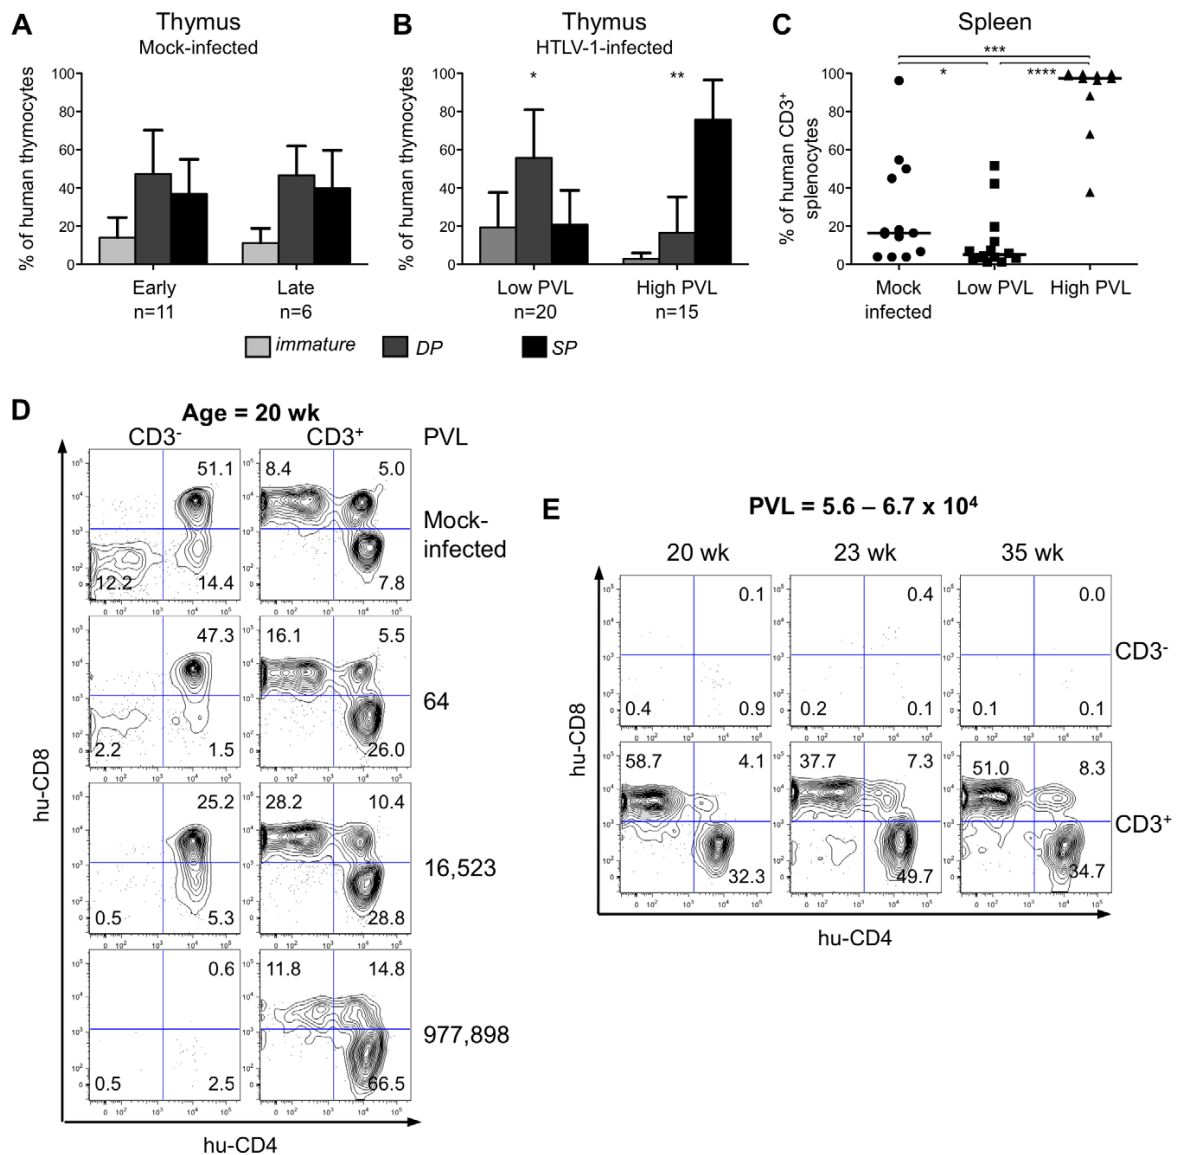 A
Thymus
Mock-infected
% of human thymocytes
100
80
60
40
20
0
Early
n=11
Late
n=6
B
Thymus
HTLV-1-infected
% of human thymocytes
100
80
60
40
20
0
*
**
Low PVL
n=20
High PVL
n=15
immature
DP
SP
C
Spleen
***
*
****
% of human CD3+
splenocytes
100
80
60
40
20
0
Mock
infected
Low PVL
High PVL
D
Age = 20 wk
CD3-
CD3+
PVL
51.1
12.2
14.4
8.4
5.0
7.8
Mock-
infected
47.3
2.2
1.5
16.1
5.5
26.0
64
25.2
0.5
5.3
28.2
10.4
28.8
16,523
0.6
0.5
2.5
11.8
14.8
66.5
977,898
hu-CD8
hu-CD4
E
PVL = 5.6 – 6.7 x 10⁴
20 wk
23 wk
35 wk
0.1
0.4
0.9
0.4
0.2
0.1
0.0
0.1
0.1
CD3-
58.7
4.1
32.3
37.7
7.3
49.7
51.0
8.3
34.7
CD3+
hu-CD8
hu-CD4